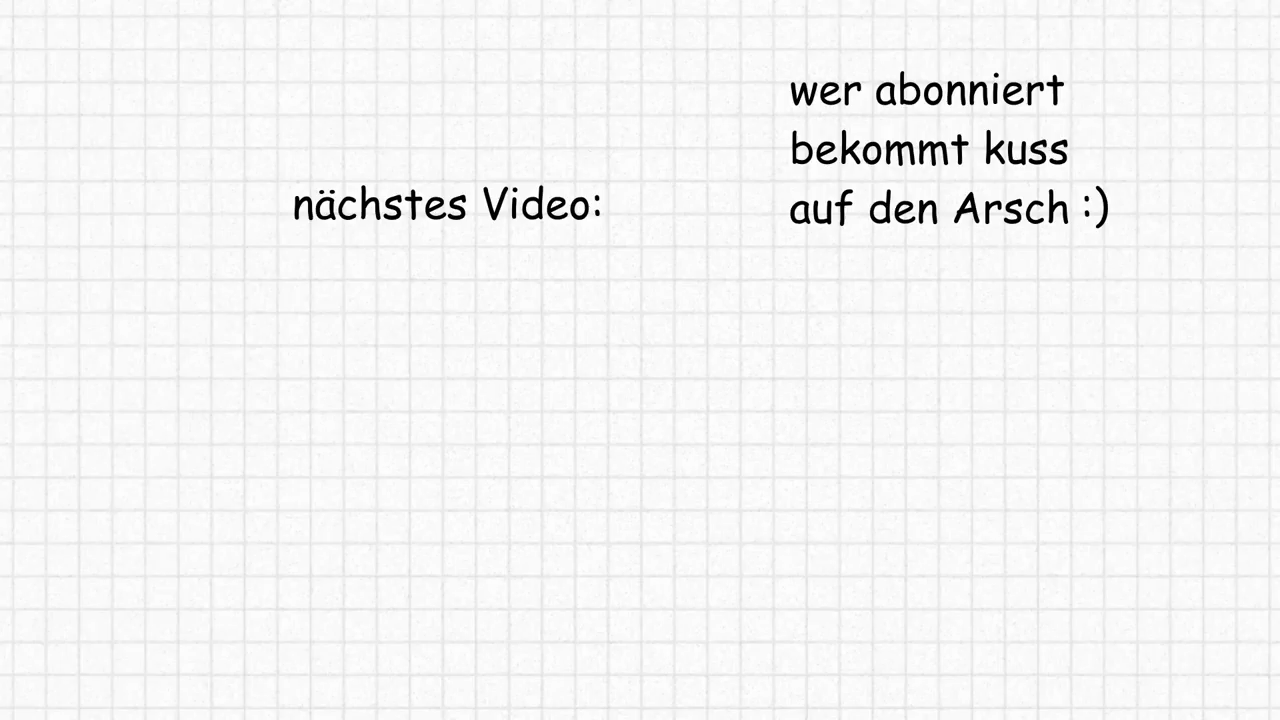 nächstes Video:
wer abonniert
bekommt kuss
auf den Arsch :)